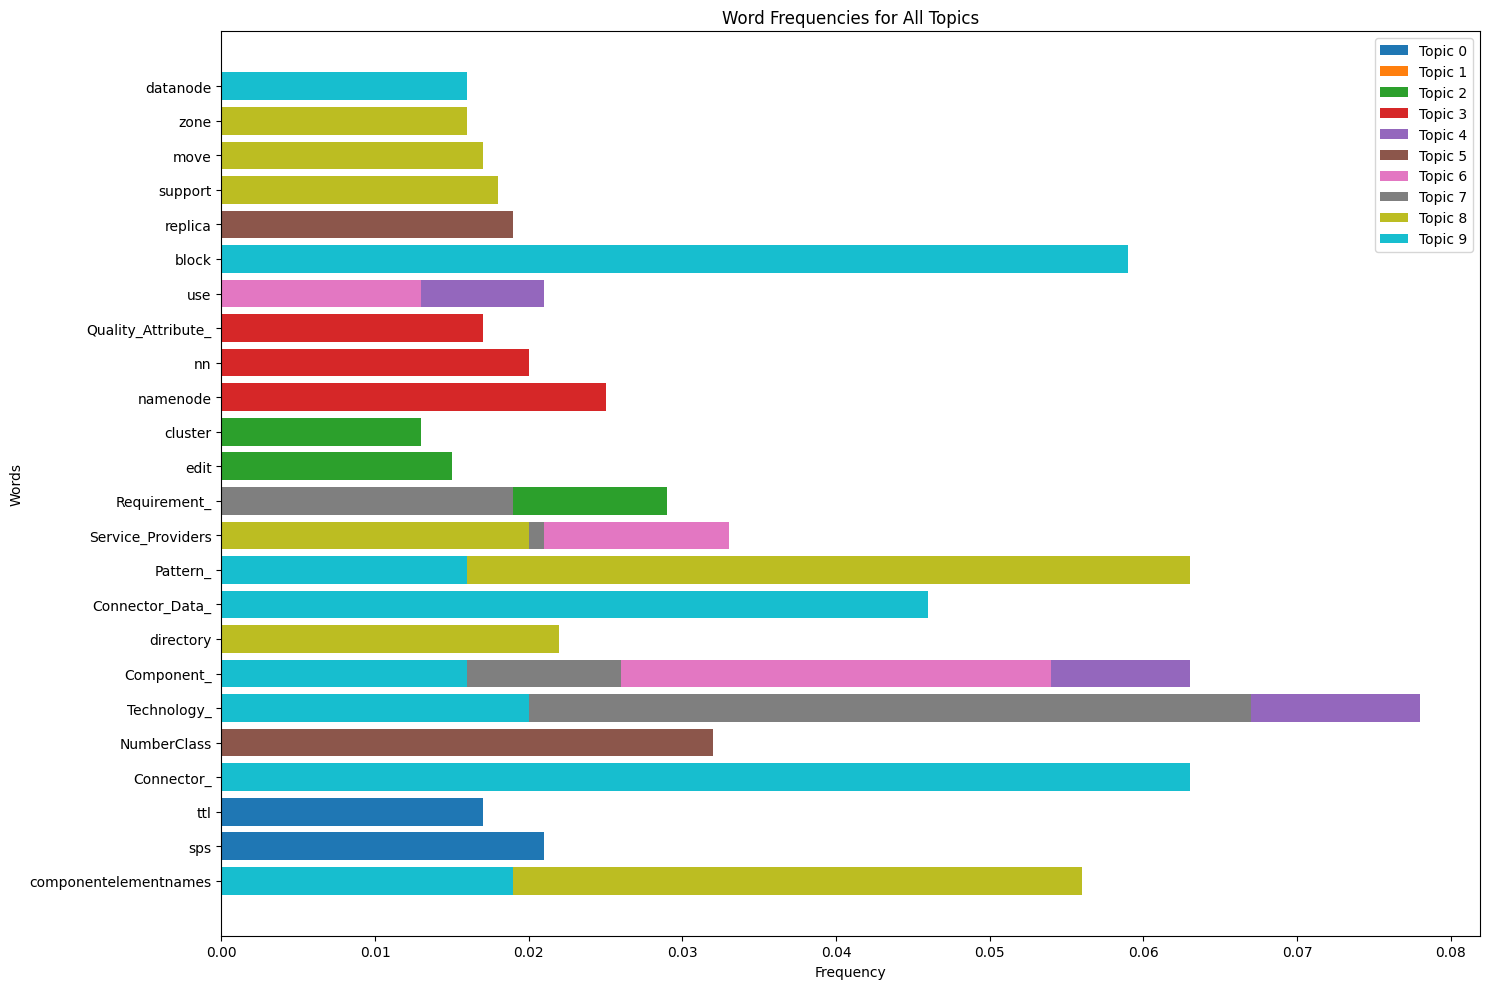 Word Frequencies for All Topics
Topic 0
Topic 1
Topic 2
Topic 3
Topic 4
Topic 5
Topic 6
Topic 7
Topic 8
Topic 9
Words
datanode
zone
move
support
replica
block
use
Quality_Attribute_
nn
namenode
cluster
edit
Requirement_
Service_Providers
Pattern_
Connector_Data_
directory
Component_
Technology_
NumberClass
Connector_
ttl
sps
componentelementnames
0.00 0.01 0.02 0.03 0.04 0.05 0.06 0.07 0.08
Frequency